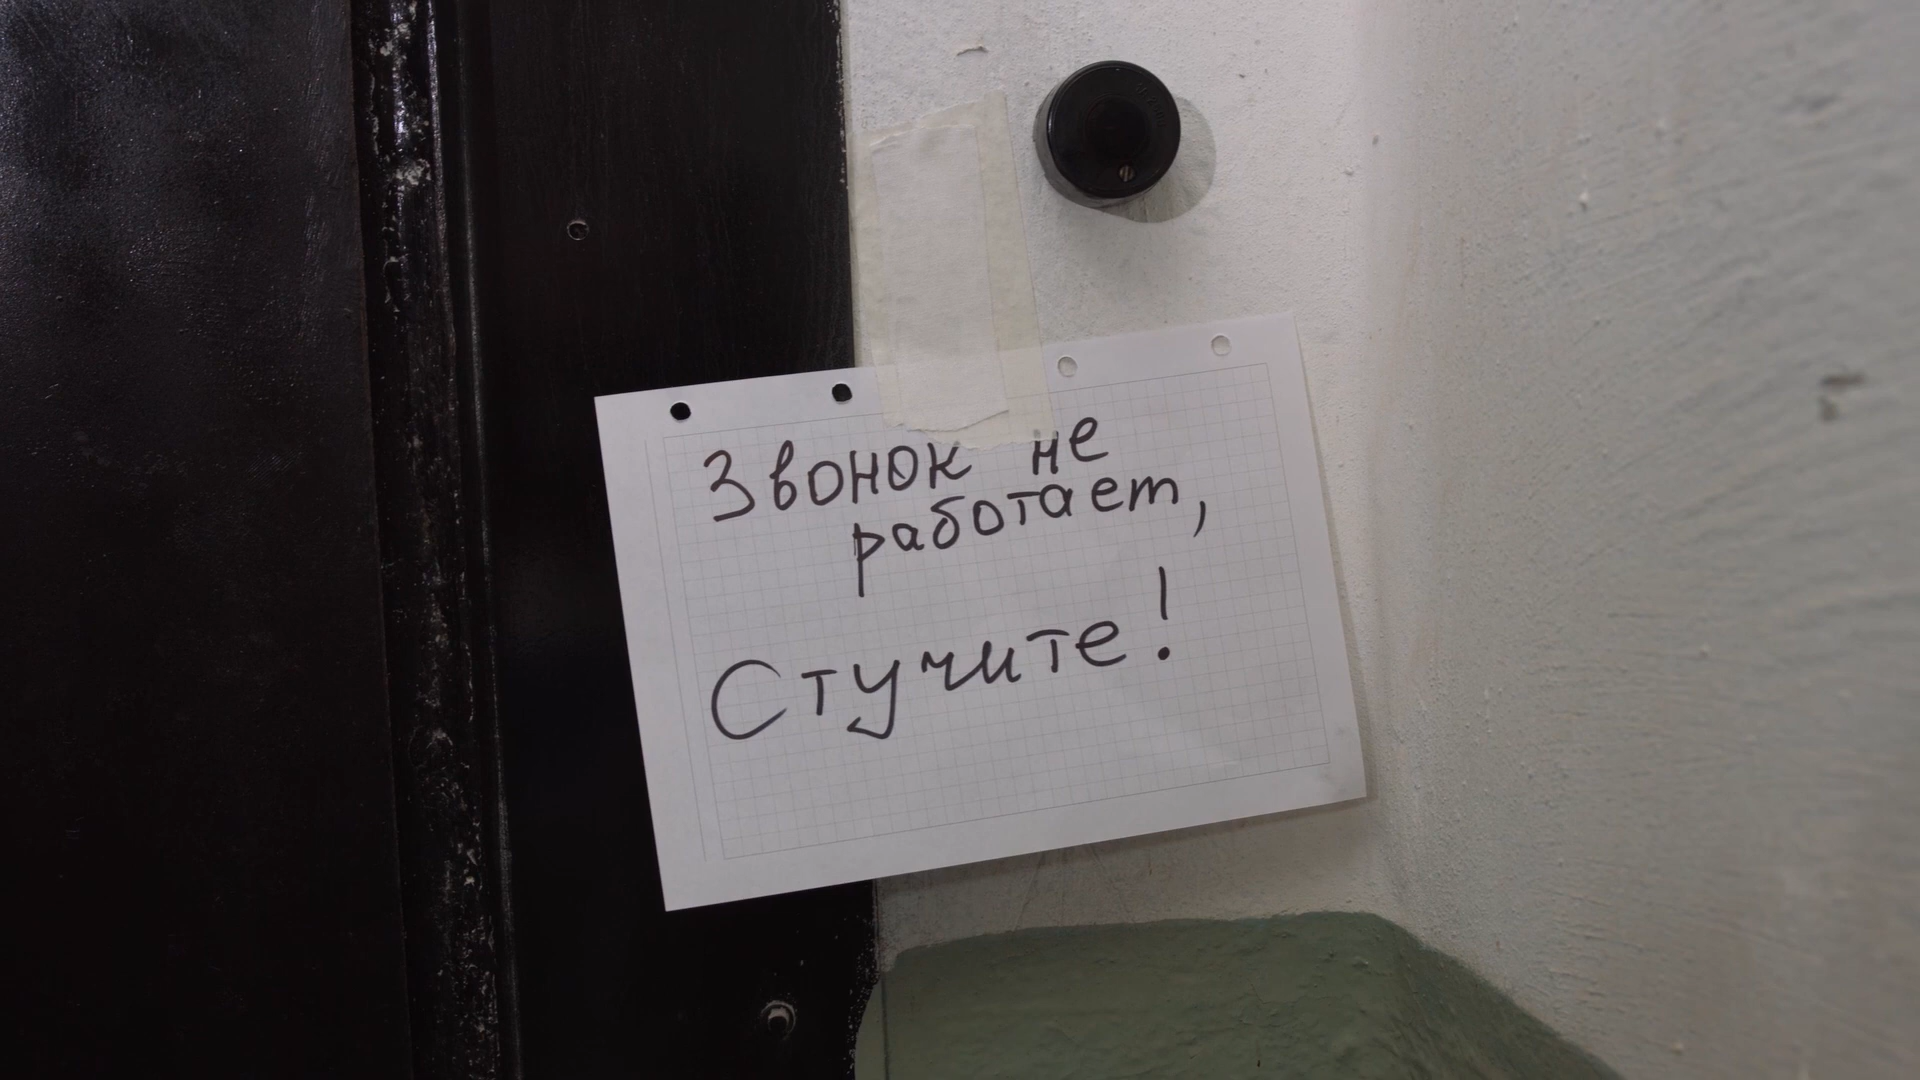 Звонок не
работает,
Стучите!